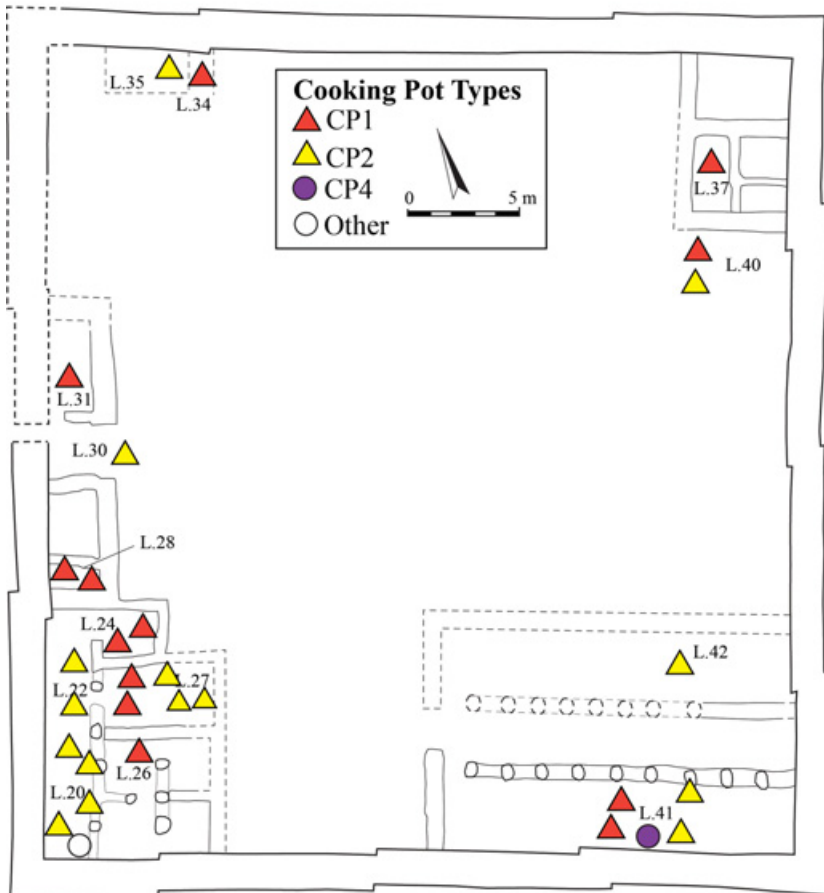 L.35
L.34
Cooking Pot Types
CP1
CP2
CP4
Other
0 5 m
L.37
L.40
L.31
L.30
L.28
L.24
L.22
L.27
L.42
L.26
L.20
L.41